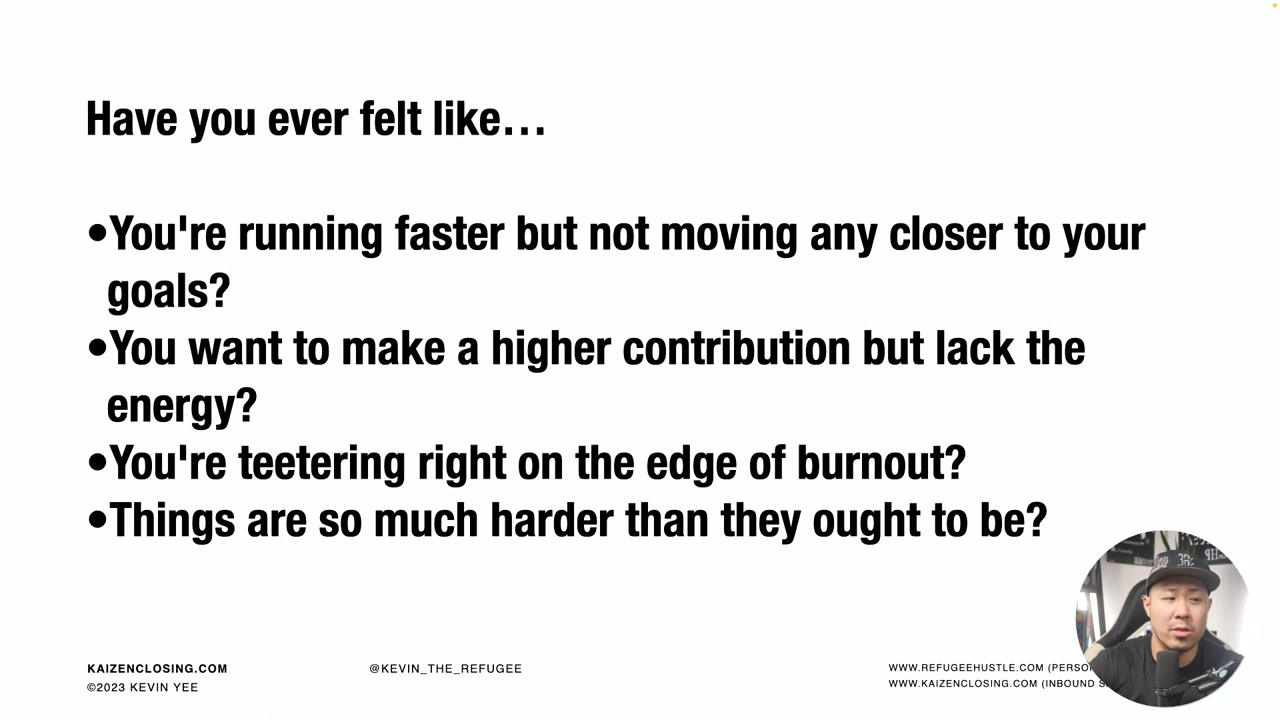 Have you ever felt like…
•You're running faster but not moving any closer to your
goals?
•You want to make a higher contribution but lack the
energy?
•You're teetering right on the edge of burnout?
•Things are so much harder than they ought to be?
KAIZENCLOSING.COM
©2023 KEVIN YEE
@KEVIN_THE_REFUGEE
WWW.REFUGEEHUSTLE.COM
WWW.KAIZENCLOSING.COM (INBOUND